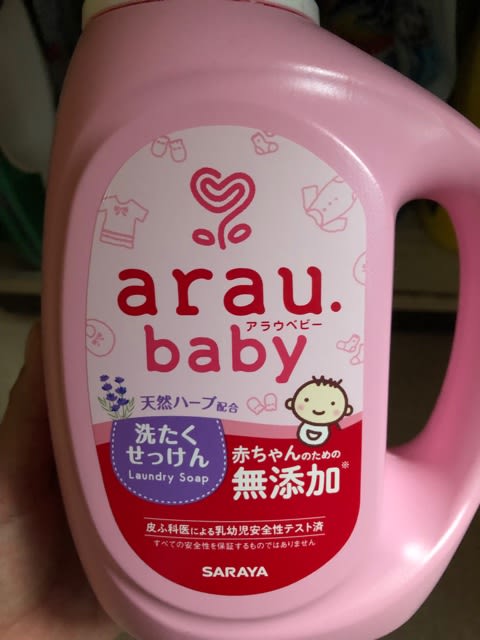 arau.
アラウベビー
baby
天然ハーブ配合
洗たく
せっけん
Laundry Soap
赤ちゃんのための
無添加※
皮ふ科医による乳幼児安全性テスト済
すべての安全性を保証するものではありません
SARAYA